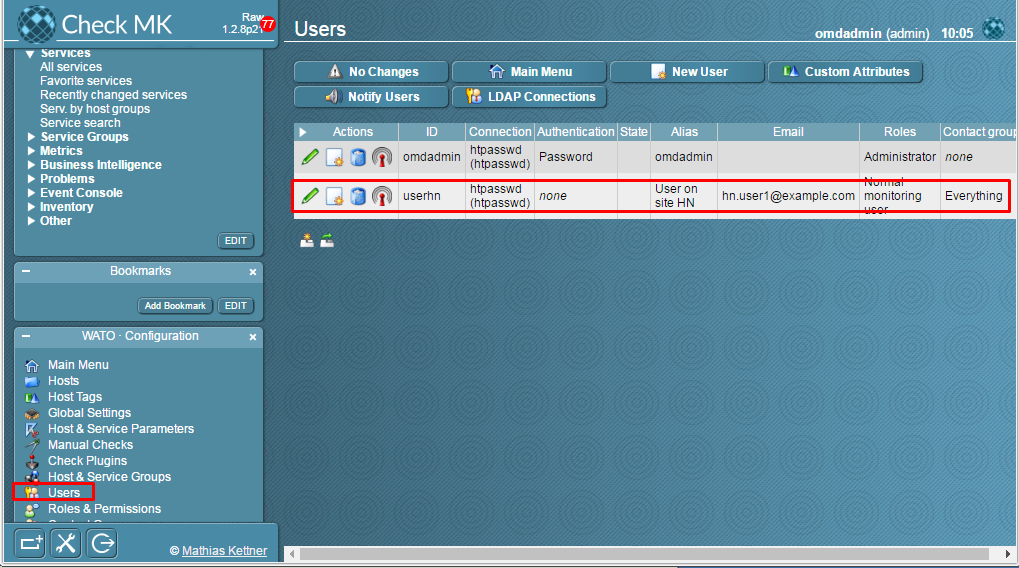 Check MK
Raw
1.2.8p21
77
Services
All services
Favorite services
Recently changed services
Serv. by host groups
Service search
Service Groups
Metrics
Business Intelligence
Problems
Event Console
Inventory
Other
EDIT
Bookmarks
Add Bookmark EDIT
WATO · Configuration
Main Menu
Hosts
Host Tags
Global Settings
Host & Service Parameters
Manual Checks
Check Plugins
Host & Service Groups
Users
Roles & Permissions
© Mathias Kettner
Users
omdadmin (admin) 10:05
No Changes Main Menu New User Custom Attributes
Notify Users LDAP Connections
Actions ID Connection Authentication State Alias Email Roles Contact group
omdadmin htpasswd (htpasswd) Password omdadmin Administrator none
userhn htpasswd (htpasswd) none User on site HN hn.user1@example.com Normal monitoring user Everything